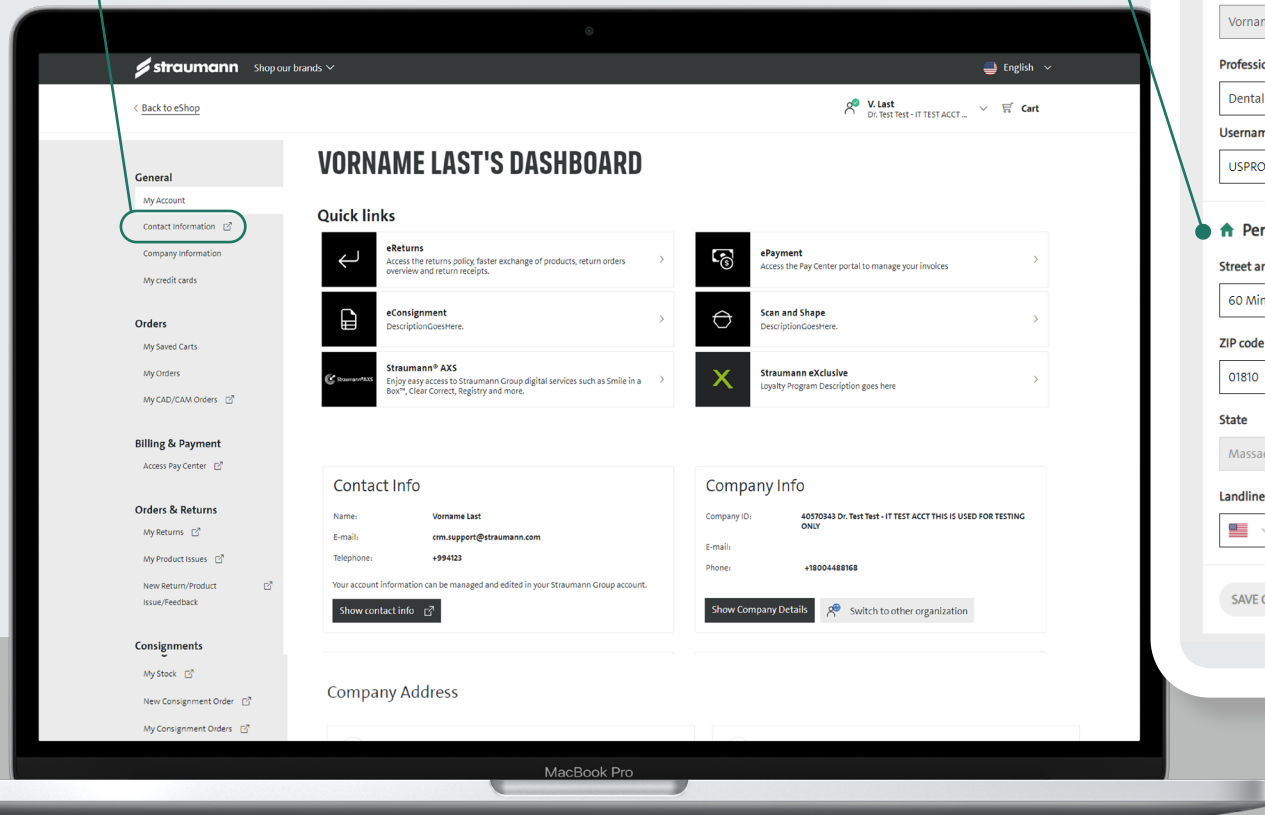 straumann
Shop our brands
English
Back to eShop
V. Last
Dr. Test Test - IT TEST ACCT ...
Cart
General
My Account
Contact Information
Company Information
My credit cards
Orders
My Saved Carts
My Orders
My CAD/CAM Orders
Billing & Payment
Access Pay Center
Orders & Returns
My Returns
My Product Issues
New Return/Product
Issue/Feedback
Consignments
My Stock
New Consignment Order
My Consignment Orders
VORNAME LAST'S DASHBOARD
Quick links
eReturns
Access the returns policy, faster exchange of products, return orders
overview and return receipts.
ePayment
Access the Pay Center portal to manage your invoices
eConsignment
DescriptionGoesHere.
Scan and Shape
DescriptionGoesHere.
Straumann®AXS
Straumann® AXS
Enjoy easy access to Straumann Group digital services such as Smile in a
Box™, Clear Correct, Registry and more.
X
Straumann eXclusive
Loyalty Program Description goes here
Contact Info
Name: Vorname Last
E-mail: crm.support@straumann.com
Telephone: +994123
Your account information can be managed and edited in your Straumann Group account.
Show contact info
Company Info
Company ID: 40570343 Dr. Test Test - IT TEST ACCT THIS IS USED FOR TESTING
ONLY
E-mail:
Phone: +18004488168
Show Company Details
Switch to other organization
Company Address
MacBook Pro
Vornam
Professio
Dental
Usernam
USPRO
Per
Street ar
60 Min
ZIP code
01810
State
Massac
Landline
SAVE C